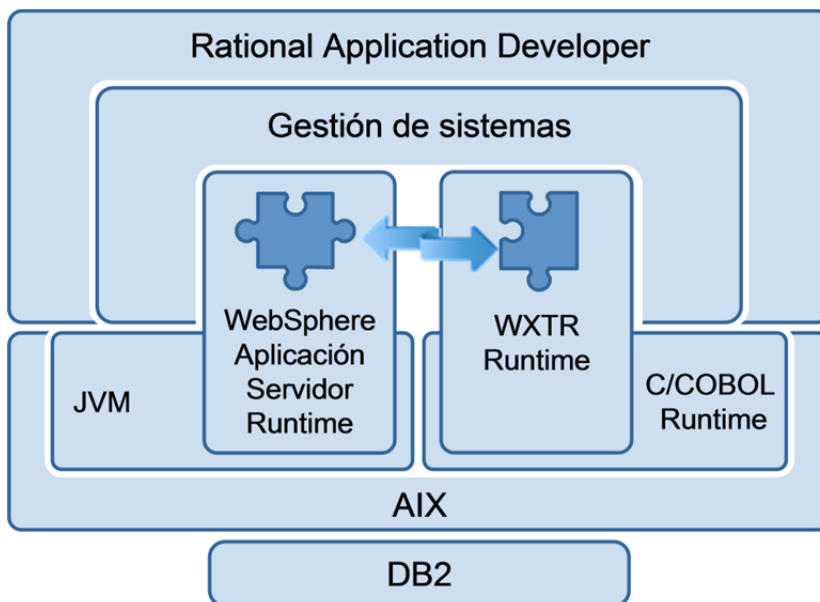 Rational Application Developer
Gestión de sistemas
WebSphere
Aplicación
Servidor
Runtime
WXTR
Runtime
JVM
C/COBOL
Runtime
AIX
DB2